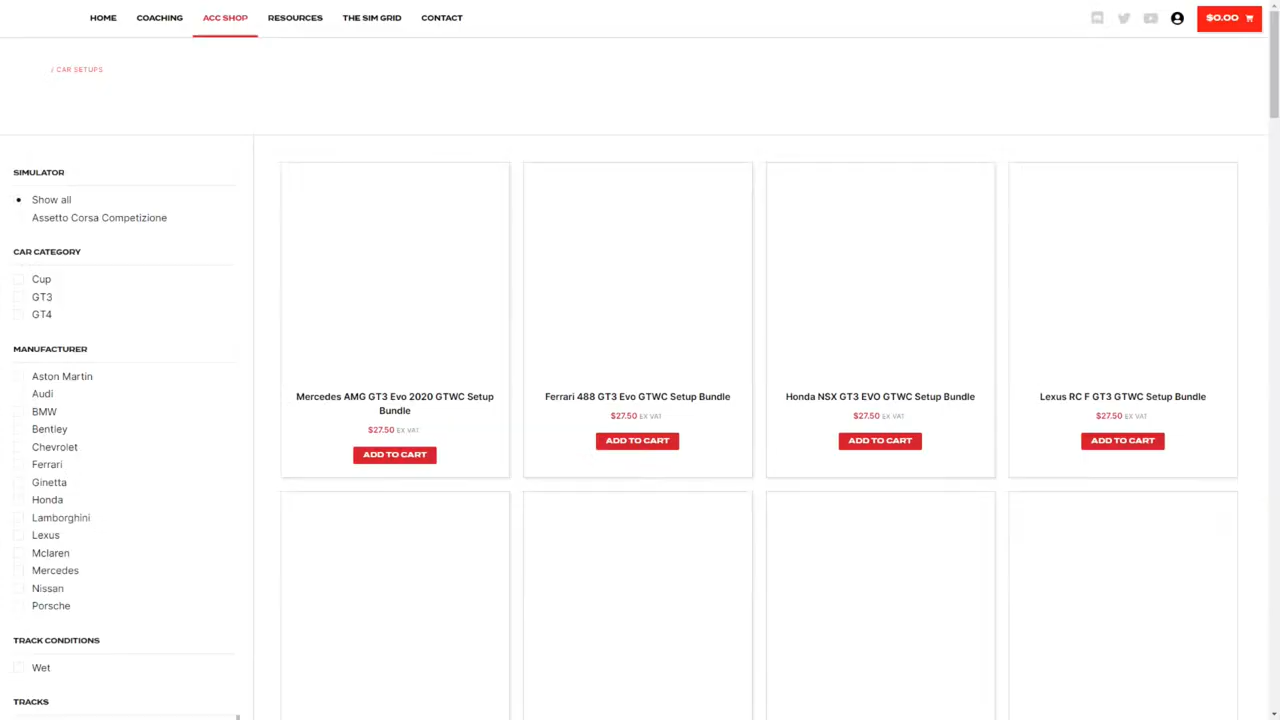 HOME COACHING ACC SHOP RESOURCES THE SIM GRID CONTACT $0.00
/ CAR SETUPS
SIMULATOR
Show all
Assetto Corsa Competizione
CAR CATEGORY
Cup
GT3
GT4
MANUFACTURER
Aston Martin
Audi
BMW
Bentley
Chevrolet
Ferrari
Ginetta
Honda
Lamborghini
Lexus
Mclaren
Mercedes
Nissan
Porsche
TRACK CONDITIONS
Wet
TRACKS
Mercedes AMG GT3 Evo 2020 GTWC Setup
Bundle
$27.50 EX VAT
ADD TO CART
Ferrari 488 GT3 Evo GTWC Setup Bundle
$27.50 EX VAT
ADD TO CART
Honda NSX GT3 EVO GTWC Setup Bundle
$27.50 EX VAT
ADD TO CART
Lexus RC F GT3 GTWC Setup Bundle
$27.50 EX VAT
ADD TO CART